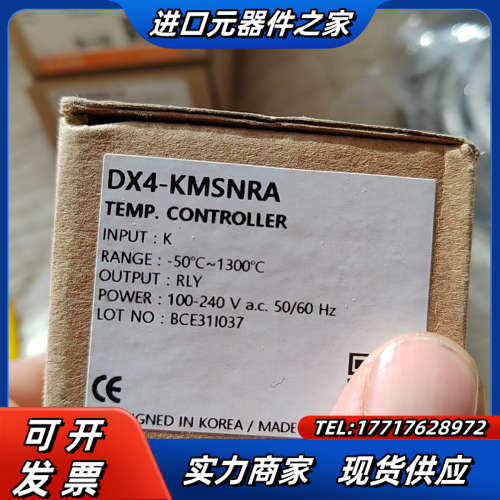 进口元器件之家
DX4-KMSNRA
TEMP. CONTROLLER
INPUT : K
RANGE : -50℃~1300℃
OUTPUT : RLY
POWER : 100-240 V a.c. 50/60 Hz
LOT NO : BCE31I037
CE
GNED IN KOREA / MADE
TEL:17717628972
可开
发票
实力商家 现货供应